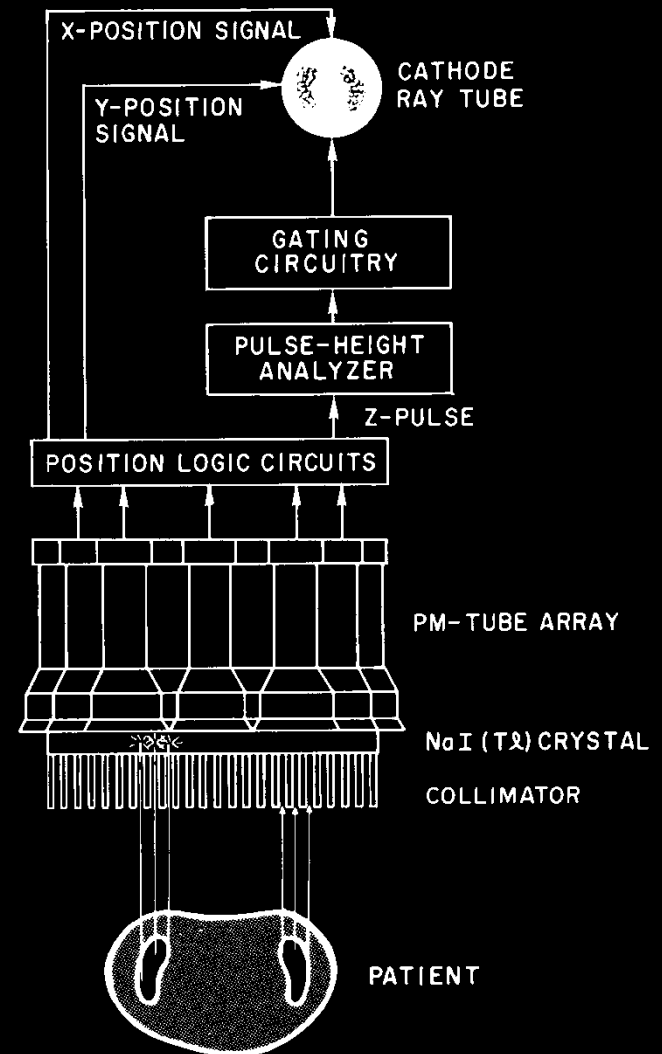 X-POSITION SIGNAL
CATHODE
RAY TUBE
Y-POSITION
SIGNAL
GATING
CIRCUITRY
PULSE-HEIGHT
ANALYZER
Z-PULSE
POSITION LOGIC CIRCUITS
PM-TUBE ARRAY
NaI(Tl) CRYSTAL
COLLIMATOR
PATIENT